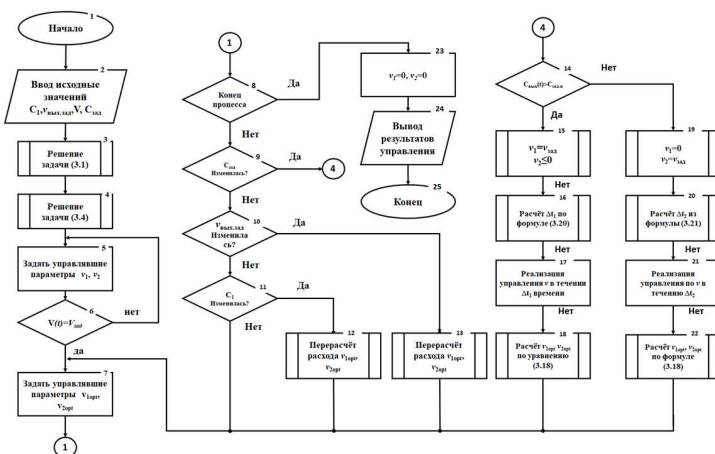 1
Начало
2
Ввод исходных
значений
C₁,vвых.зад,V, Cзад
3
Решение
задачи (3.1)
4
Решение
задачи (3.4)
5
Задать управлявшие
параметры v₁, v₂
6
V(t)=Vзад
нет
да
7
Задать управлявшие
параметры v1opt,
v2opt
1
1
8
Конец
процесса
Да
Нет
9
Cзад
Изменилась?
Да
4
Нет
10
vвых.зад
Изменила
сь?
Да
Нет
11
C₁
Изменилась?
Да
Нет
12
Перерасчёт
расхода v1opt,
v2opt
13
Перерасчёт
расхода v1opt,
v2opt
23
v₁=0, v₂=0
24
Вывод
результатов
управления
25
Конец
4
14
Нет
Да
15
v₁=vзад
v₂≤0
Нет
16
Расчёт Δt₁ по
формуле (3.20)
Нет
17
Реализация
управления v в течении
Δt₁ времени
Нет
18
Расчёт v1opt, v2opt
по уравнению
(3.18)
19
v₁=0
v₂=vзад
Нет
20
Расчёт Δt₂ из
формулы (3.21)
Нет
21
Реализация
управления по v в
течению Δt₂
Нет
22
Расчёт v1opt, v2opt
по формуле
(3.18)